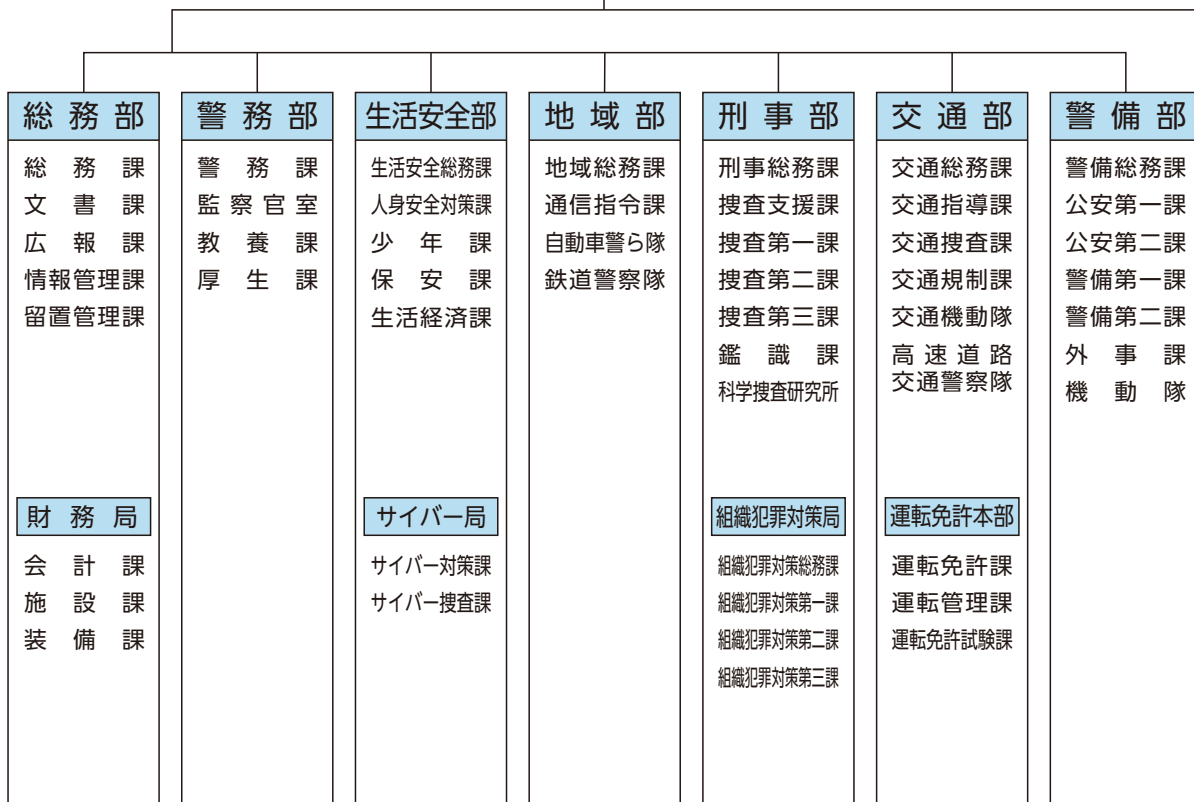 総務部
総務課
文書課
広報課
情報管理課
留置管理課
財務局
会計課
施設課
装備課
警務部
警務課
監察官室
教養課
厚生課
生活安全部
生活安全総務課
人身安全対策課
少年課
保安課
生活経済課
サイバー局
サイバー対策課
サイバー捜査課
地域部
地域総務課
通信指令課
自動車警ら隊
鉄道警察隊
刑事部
刑事総務課
捜査支援課
捜査第一課
捜査第二課
捜査第三課
鑑識課
科学捜査研究所
組織犯罪対策局
組織犯罪対策総務課
組織犯罪対策第一課
組織犯罪対策第二課
組織犯罪対策第三課
交通部
交通総務課
交通指導課
交通捜査課
交通規制課
交通機動隊
高速道路
交通警察隊
運転免許本部
運転免許課
運転管理課
運転免許試験課
警備部
警備総務課
公安第一課
公安第二課
警備第一課
警備第二課
外事課
機動隊